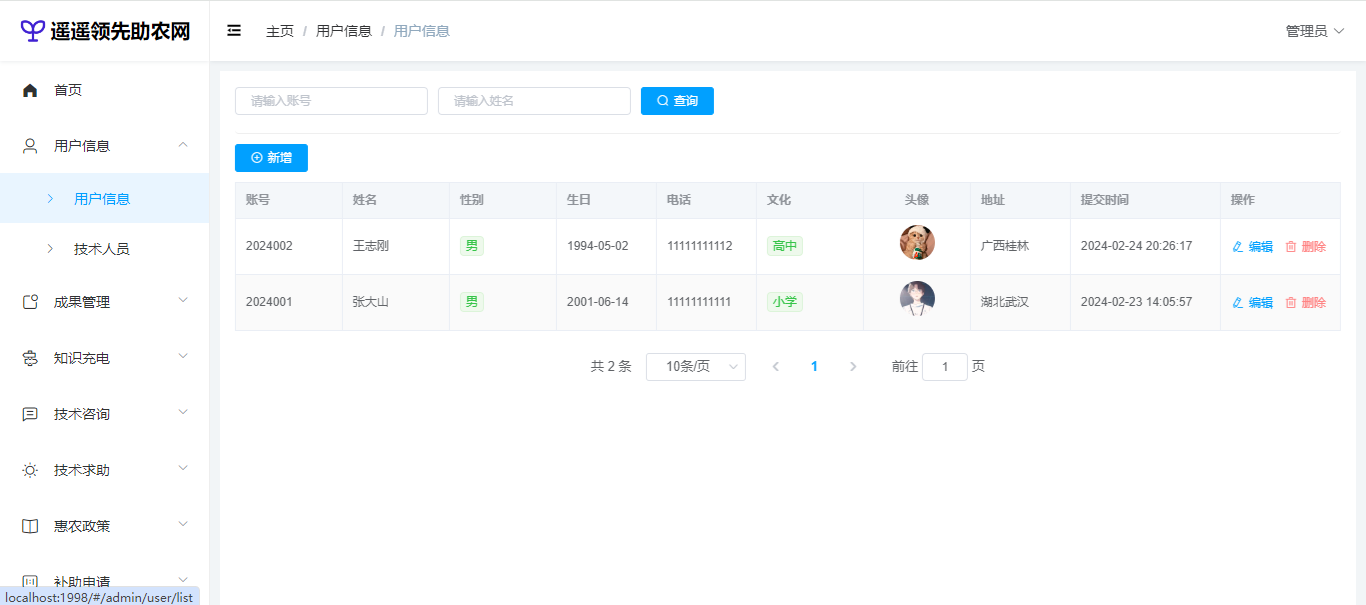 遥遥领先助农网
主页 / 用户信息 / 用户信息
管理员
首页
用户信息
用户信息
技术人员
成果管理
知识充电
技术咨询
技术求助
惠农政策
补助申请
请输入账号 请输入姓名 查询
新增
账号 姓名 性别 生日 电话 文化 头像 地址 提交时间 操作
2024002 王志刚 男 1994-05-02 11111111112 高中 广西桂林 2024-02-24 20:26:17 编辑 删除
2024001 张大山 男 2001-06-14 11111111111 小学 湖北武汉 2024-02-23 14:05:57 编辑 删除
共 2 条 10条/页 1 前往 1 页
localhost:1998/#/admin/user/list